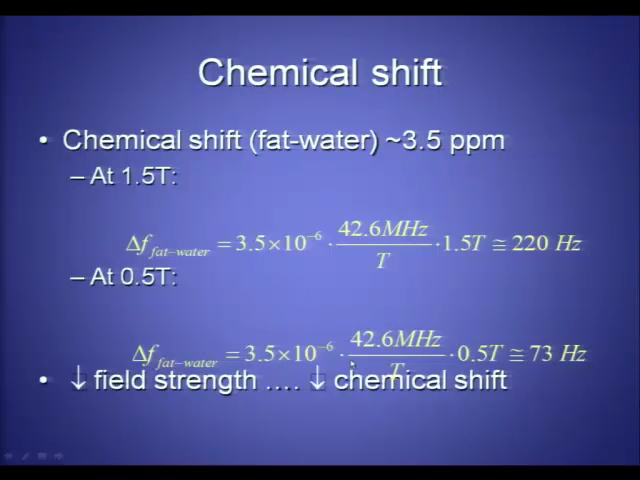 Chemical shift
• Chemical shift (fat-water) ~3.5 ppm
– At 1.5T:
Δf fat−water = 3.5×10⁻⁶ · 42.6MHz/T · 1.5T ≅ 220 Hz
– At 0.5T:
Δf fat−water = 3.5×10⁻⁶ · 42.6MHz/T · 0.5T ≅ 73 Hz
• ↓ field strength .... ↓ chemical shift